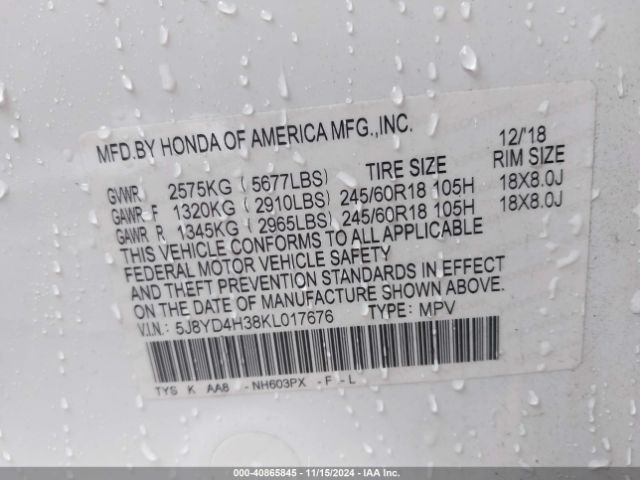 MFD.BY HONDA OF AMERICA MFG.,INC. 12/'18
TIRE SIZE RIM SIZE
GVWR 2575KG ( 5677LBS)
GAWR F 1320KG ( 2910LBS) 245/60R18 105H 18X8.0J
GAWR R 1345KG ( 2965LBS) 245/60R18 105H 18X8.0J
THIS VEHICLE CONFORMS TO ALL APPLICABLE
FEDERAL MOTOR VEHICLE SAFETY
AND THEFT PREVENTION STANDARDS IN EFFECT
ON THE DATE OF MANUFACTURE SHOWN ABOVE.
V.I.N.: 5J8YD4H38KL017676 TYPE: MPV
TYS K AA8 -NH603PX -F-L
000-40865845 | 11/15/2024 | IAA Inc.